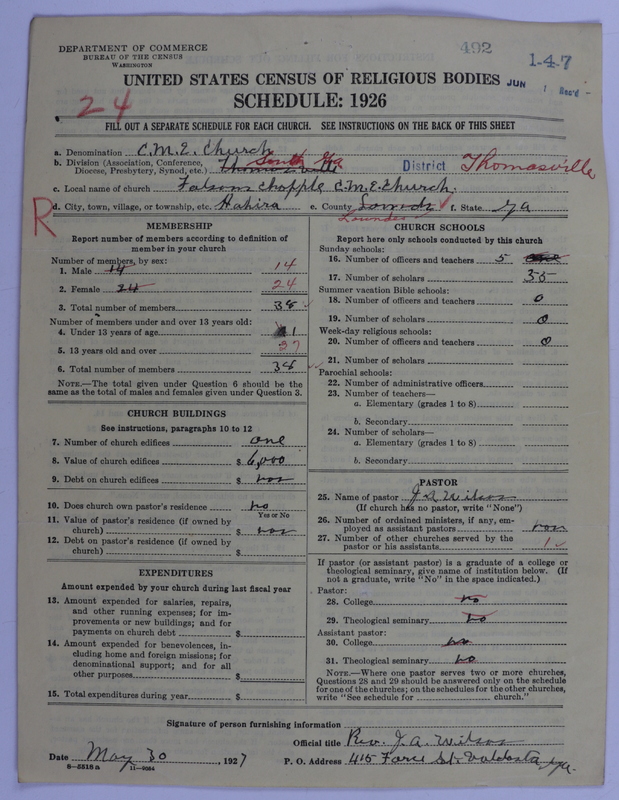 DEPARTMENT OF COMMERCE
BUREAU OF THE CENSUS
WASHINGTON
492
1-4-7
UNITED STATES CENSUS OF RELIGIOUS BODIES
JUN 1 Rec'd -
24
SCHEDULE: 1926
FILL OUT A SEPARATE SCHEDULE FOR EACH CHURCH. SEE INSTRUCTIONS ON THE BACK OF THIS SHEET
a. Denomination C.M.E. Church
b. Division (Association, Conference, Diocese, Presbytery, Synod, etc.) South Ga District Thomasville
c. Local name of church Chopple C.M.E. Church.
R
d. City, town, village, or township, etc. Hahira e. County Lowndes f. State Ga
MEMBERSHIP
Report number of members according to definition of member in your church
Number of members, by sex:
1. Male 14 14
2. Female 24 24
3. Total number of members 38
Number of members under and over 13 years old:
4. Under 13 years of age 1
5. 13 years old and over 37
6. Total number of members 38
NOTE.—The total given under Question 6 should be the same as the total of males and females given under Question 3.
CHURCH BUILDINGS
See instructions, paragraphs 10 to 12
7. Number of church edifices one
8. Value of church edifices $ 6,000
9. Debt on church edifices $
10. Does church own pastor's residence no
Yes or No
11. Value of pastor's residence (if owned by church) $
12. Debt on pastor's residence (if owned by church) $
EXPENDITURES
Amount expended by your church during last fiscal year
13. Amount expended for salaries, repairs, and other running expenses; for improvements or new buildings; and for payments on church debt $
14. Amount expended for benevolences, including home and foreign missions; for denominational support; and for all other purposes $
15. Total expenditures during year $
CHURCH SCHOOLS
Report here only schools conducted by this church
Sunday schools:
16. Number of officers and teachers 5
17. Number of scholars 35
Summer vacation Bible schools:
18. Number of officers and teachers 0
19. Number of scholars 0
Week-day religious schools:
20. Number of officers and teachers 0
21. Number of scholars
Parochial schools:
22. Number of administrative officers
23. Number of teachers—
a. Elementary (grades 1 to 8)
b. Secondary
24. Number of scholars—
a. Elementary (grades 1 to 8)
b. Secondary
PASTOR
25. Name of pastor J. A. Wilson
(If church has no pastor, write "None")
26. Number of ordained ministers, if any, employed as assistant pastors
27. Number of other churches served by the pastor or his assistants 1
If pastor (or assistant pastor) is a graduate of a college or theological seminary, give name of institution below. (If not a graduate, write "No" in the space indicated.)
Pastor:
28. College no
29. Theological seminary no
Assistant pastor:
30. College no
31. Theological seminary no
NOTE.—Where one pastor serves two or more churches, Questions 28 and 29 should be answered only on the schedule for one of the churches; on the schedules for the other churches, write "See schedule for church."
Signature of person furnishing information
Official title Rev. J. A. Wilson
Date May 30, 1927 P. O. Address 415 Force St. Valdosta, Ga.
8-5518 a 11-9054